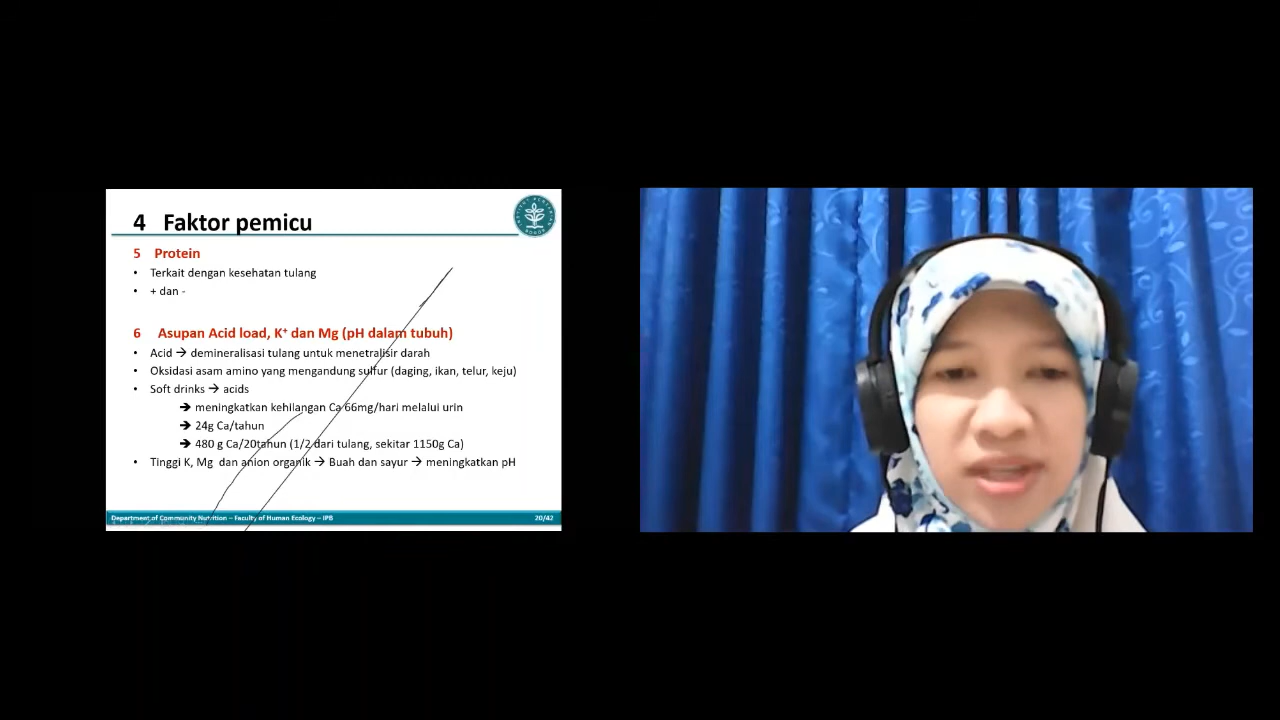 4 Faktor pemicu
5 Protein
• Terkait dengan kesehatan tulang
• + dan -
6 Asupan Acid load, K⁺ dan Mg (pH dalam tubuh)
• Acid → demineralisasi tulang untuk menetralisir darah
• Oksidasi asam amino yang mengandung sulfur (daging, ikan, telur, keju)
• Soft drinks → acids
➔ meningkatkan kehilangan Ca 66mg/hari melalui urin
➔ 24g Ca/tahun
➔ 480 g Ca/20tahun (1/2 dari tulang, sekitar 1150g Ca)
• Tinggi K, Mg dan anion organik → Buah dan sayur → meningkatkan pH
Department of Community Nutrition – Faculty of Human Ecology – IPB 20/42